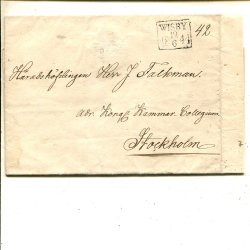 WISBY
42
Häradshöfdingen Herr J Falkman.
adr. Kongl Kammar Collegium
Stockholm